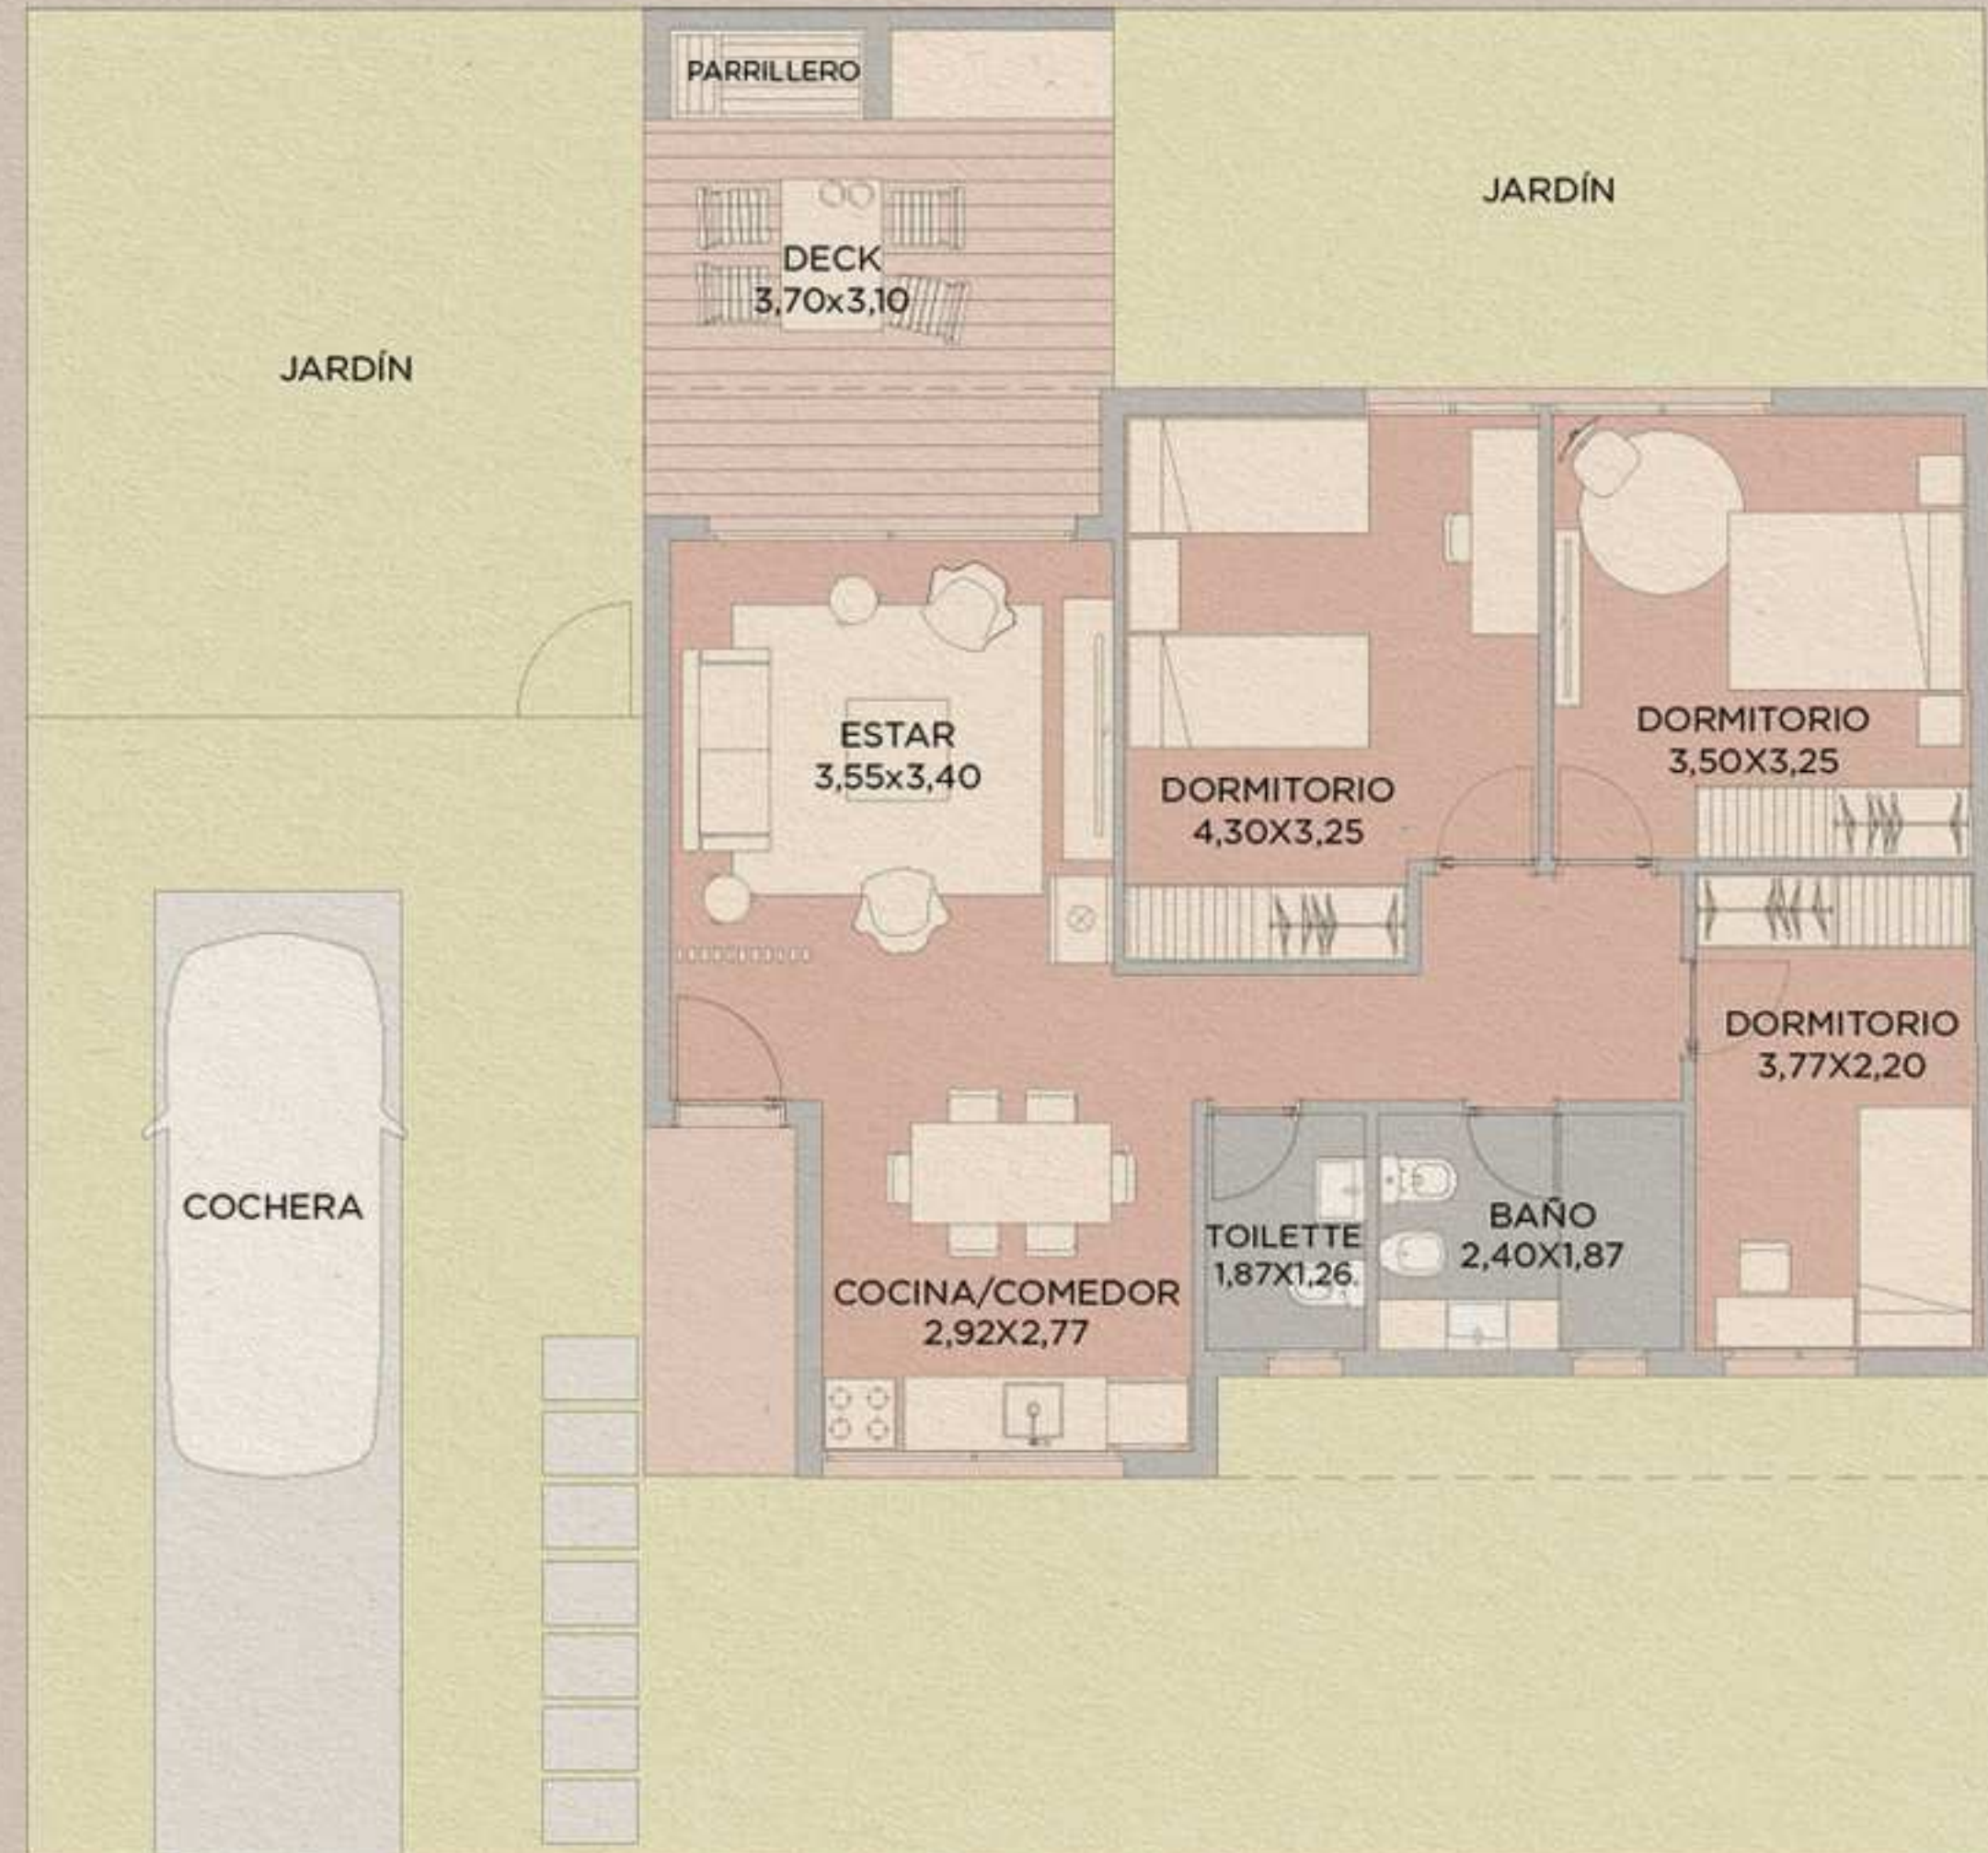 PARRILLERO
JARDÍN
DECK
3,70x3,10
JARDÍN
ESTAR
3,55x3,40
DORMITORIO
4,30X3,25
DORMITORIO
3,50X3,25
DORMITORIO
3,77X2,20
COCHERA
TOILETTE
1,87X1,26
BAÑO
2,40X1,87
COCINA/COMEDOR
2,92X2,77